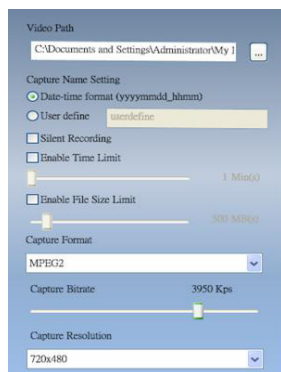 Video Path
C:\Documents and Settings\Administrator\My I
...
Capture Name Setting
Date-time format (yyyymmdd_hhmm)
User define userdefine
Silent Recording
Enable Time Limit
1 Min(s)
Enable File Size Limit
500 MB(s)
Capture Format
MPEG2
Capture Bitrate 3950 Kps
Capture Resolution
720x480